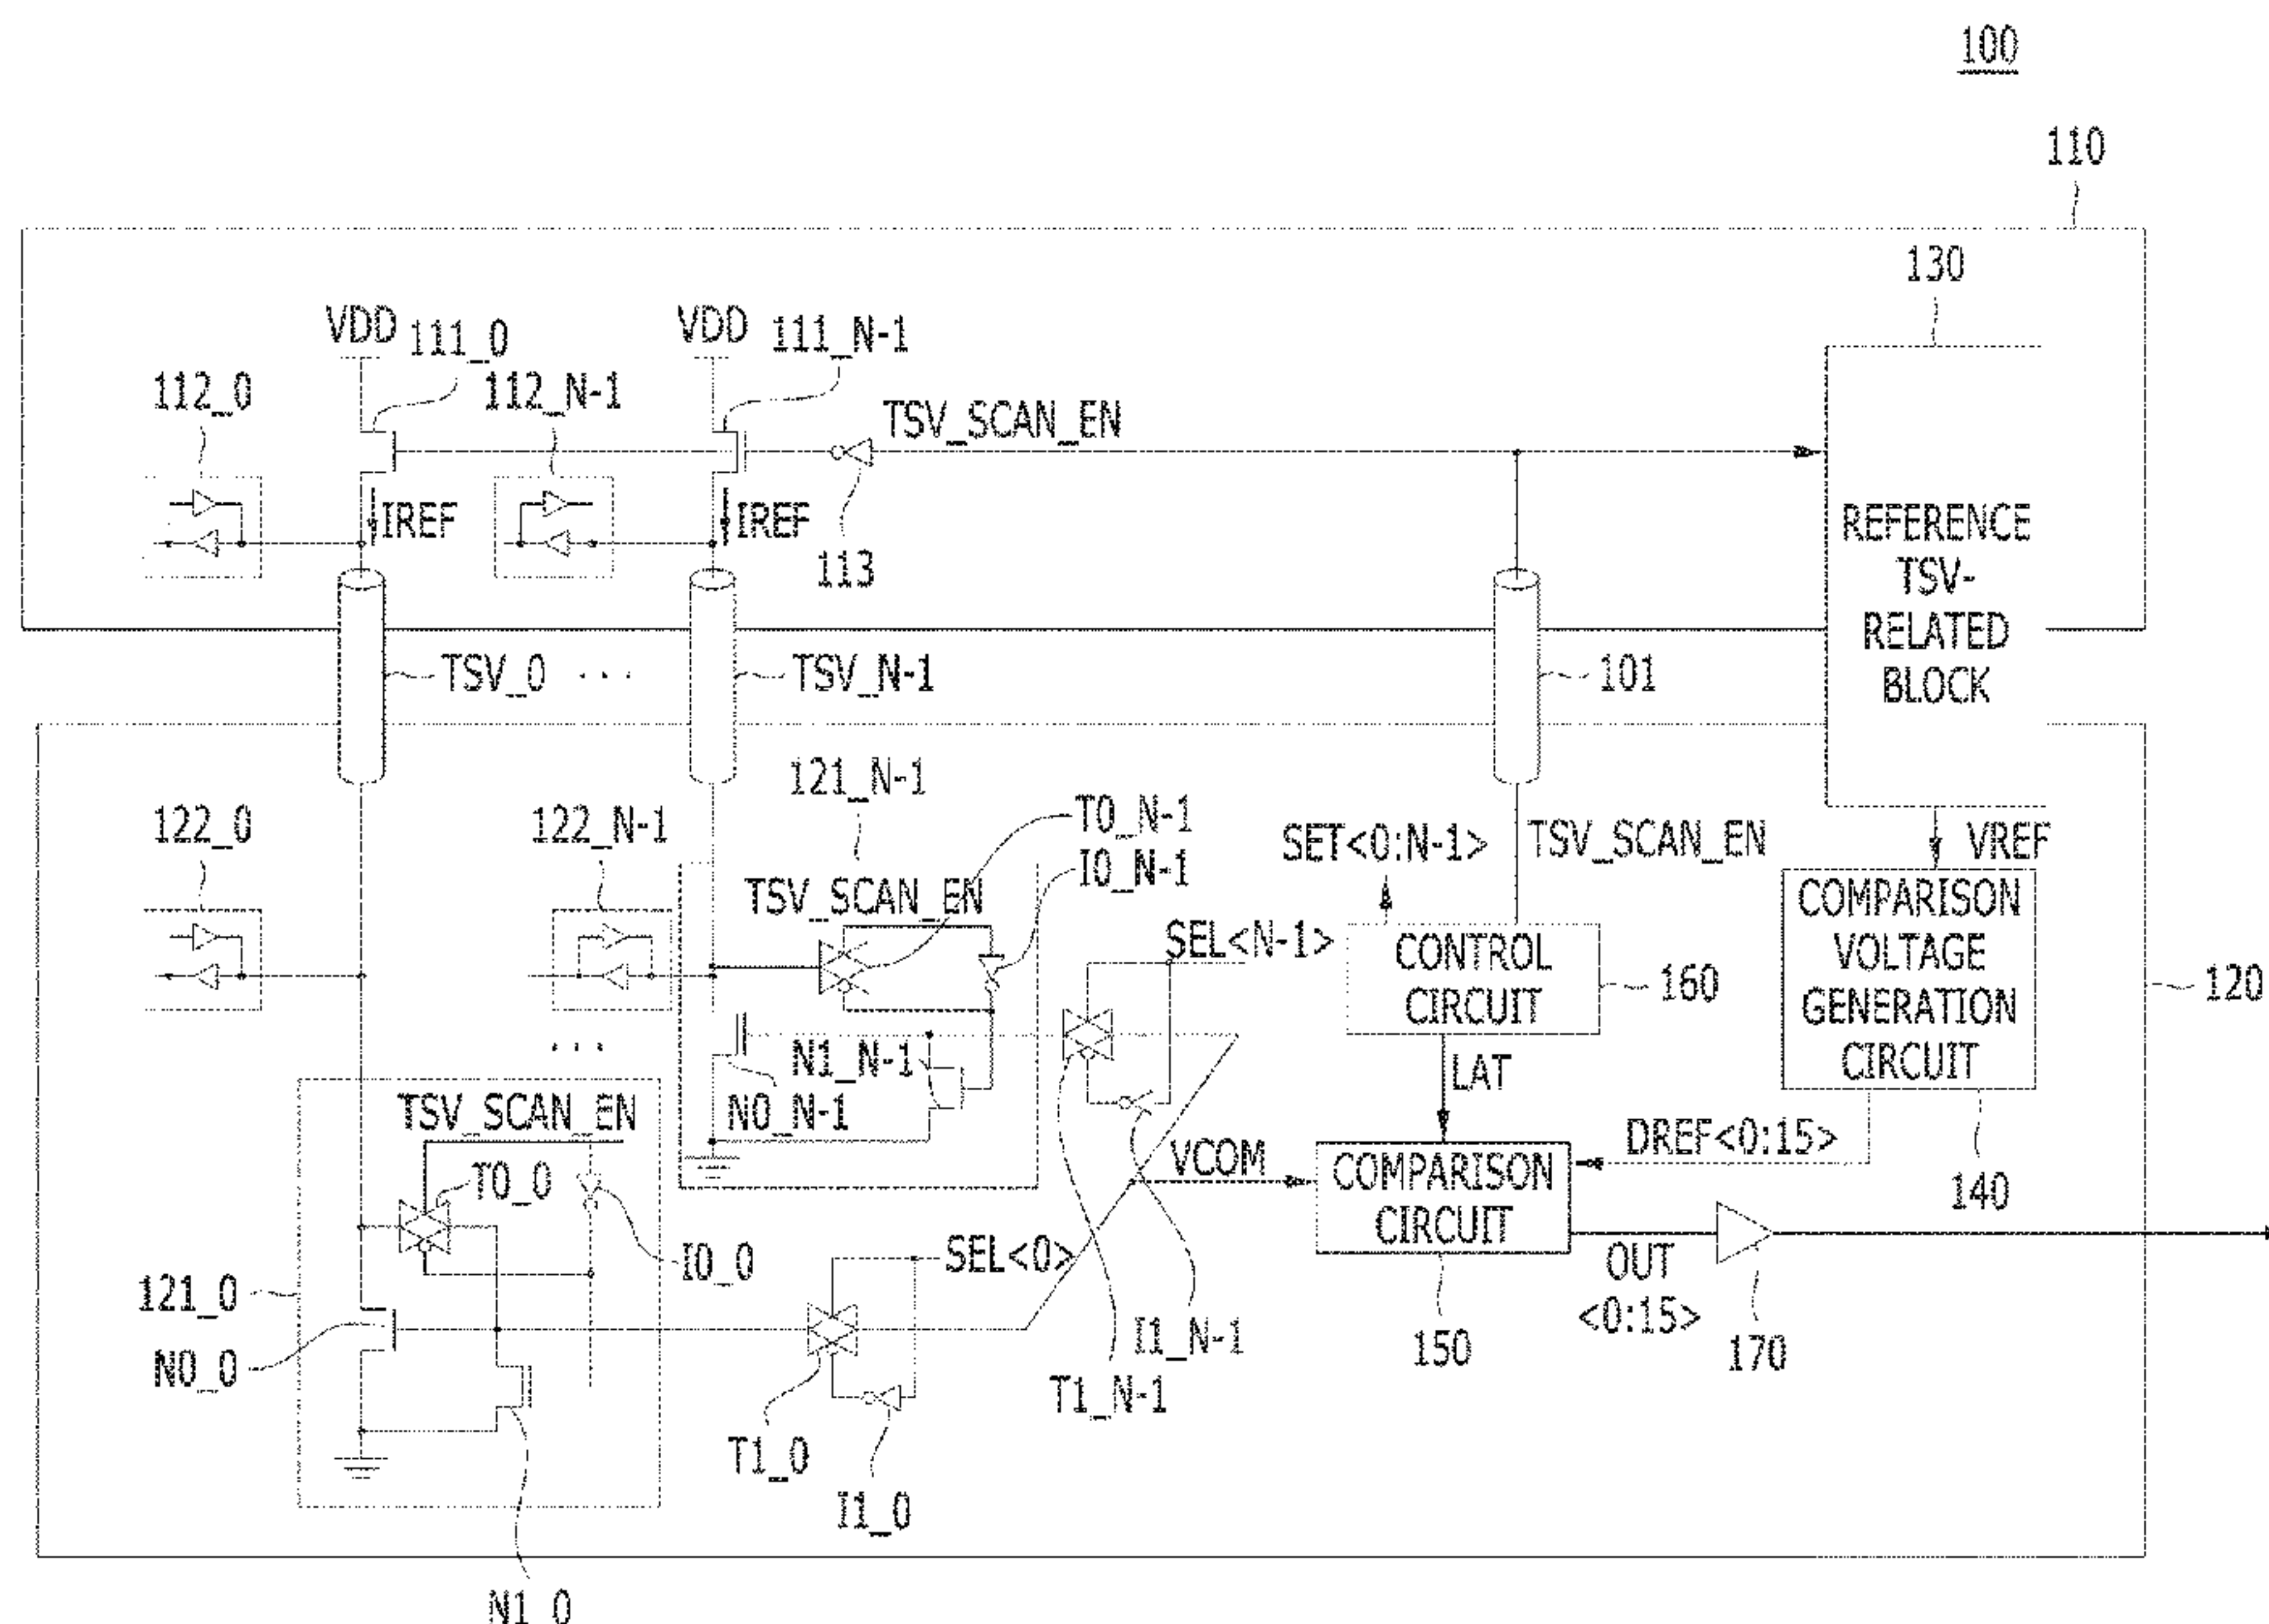 100
110
130
VDD
111_0
VDD
111_N-1
112_0
112_N-1
TSV_SCAN_EN
IREF
IREF
113
REFERENCE
TSV-
RELATED
BLOCK
TSV_0
...
TSV_N-1
101
121_N-1
T0_N-1
122_0
122_N-1
SET<0:N-1>
TSV_SCAN_EN
VREF
I0_N-1
TSV_SCAN_EN
SEL<N-1>
CONTROL
CIRCUIT
160
COMPARISON
VOLTAGE
GENERATION
CIRCUIT
120
...
N1_N-1
N0_N-1
LAT
TSV_SCAN_EN
DREF<0:15>
VCOM
COMPARISON
CIRCUIT
140
T0_0
I0_0
SEL<0>
OUT
<0:15>
121_0
150
170
I1_N-1
N0_0
T1_N-1
T1_0
I1_0
N1_0